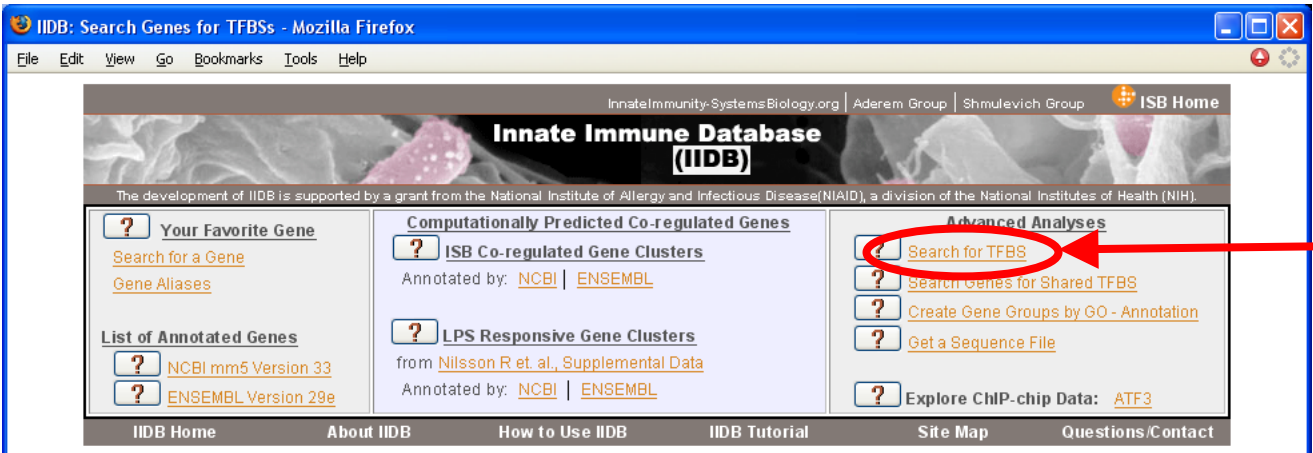 IIDB: Search Genes for TFBSs - Mozilla Firefox
File Edit View Go Bookmarks Tools Help
InnateImmunity-SystemsBiology.org | Aderem Group | Shmulevich Group ISB Home
Innate Immune Database
(IIDB)
The development of IIDB is supported by a grant from the National Institute of Allergy and Infectious Disease(NIAID), a division of the National Institutes of Health (NIH).
? Your Favorite Gene
Search for a Gene
Gene Aliases
List of Annotated Genes
? NCBI mm5 Version 33
? ENSEMBL Version 29e
Computationally Predicted Co-regulated Genes
? ISB Co-regulated Gene Clusters
Annotated by: NCBI | ENSEMBL
? LPS Responsive Gene Clusters
from Nilsson R et. al., Supplemental Data
Annotated by: NCBI | ENSEMBL
Advanced Analyses
? Search for TFBS
? Search Genes for Shared TFBS
? Create Gene Groups by GO - Annotation
? Get a Sequence File
? Explore ChIP-chip Data: ATF3
IIDB Home About IIDB How to Use IIDB IIDB Tutorial Site Map Questions/Contact